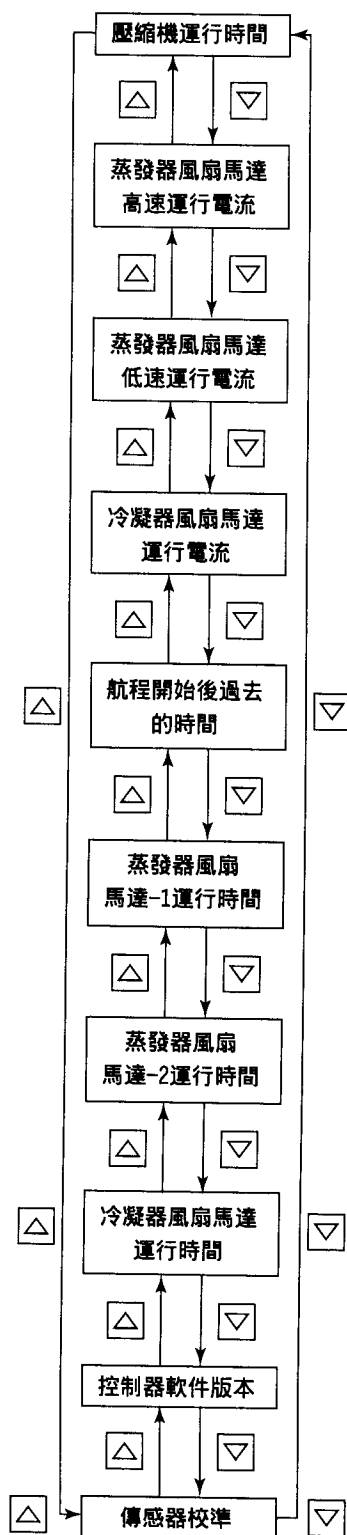 壓縮機運行時間
蒸發器風扇馬達
高速運行電流
蒸發器風扇馬達
低速運行電流
冷凝器風扇馬達
運行電流
航程開始後過去
的時間
蒸發器風扇
馬達-1運行時間
蒸發器風扇
馬達-2運行時間
冷凝器風扇馬達
運行時間
控制器軟件版本
傳感器校準